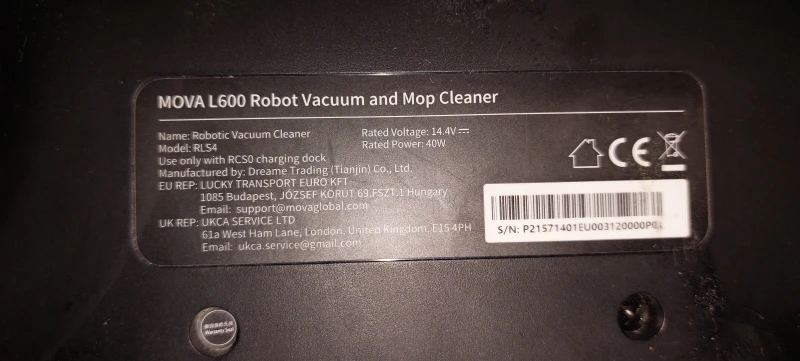 MOVA L600 Robot Vacuum and Mop Cleaner
Name: Robotic Vacuum Cleaner
Model: RLS4
Use only with RCS0 charging dock
Manufactured by: Dreame Trading (Tianjin) Co., Ltd.
EU REP: LUCKY TRANSPORT EURO KFT
1085 Budapest, JÓZSEF KÖRÚT 69.FSZT.1 Hungary
Email: support@movaglobal.com
UK REP: UKCA SERVICE LTD
61a West Ham Lane, London, United Kingdom, E15 4PH
Email: ukca.service@gmail.com
Rated Voltage: 14.4V⎓
Rated Power: 40W
CE
S/N: P21571401EU003120000P
Warranty Seal